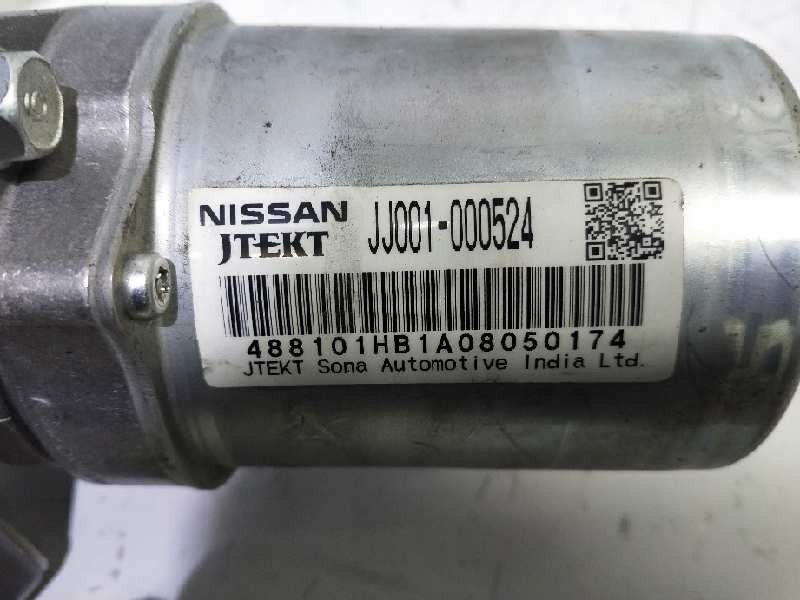 NISSAN JJ001-000524
JTEKT
488101HB1A08050174
JTEKT Sona Automotive India Ltd.